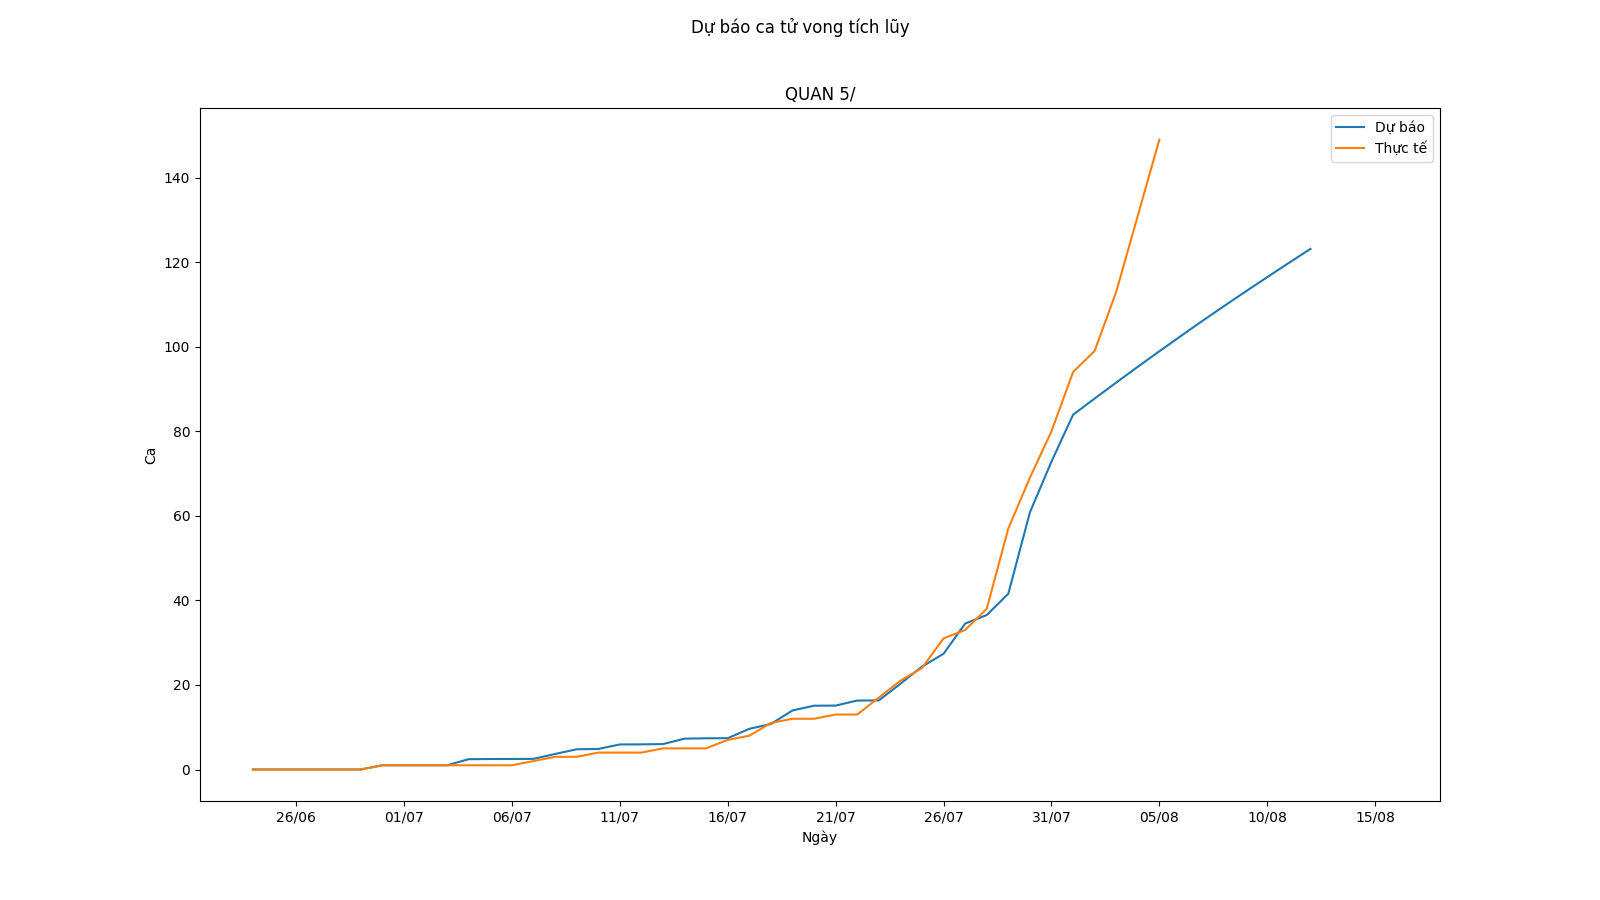 Dự báo ca tử vong tích lũy
QUAN 5/
Dự báo
Thực tế
140
120
100
80
60
40
20
0
Ca
26/06 01/07 06/07 11/07 16/07 21/07 26/07 31/07 05/08 10/08 15/08
Ngày